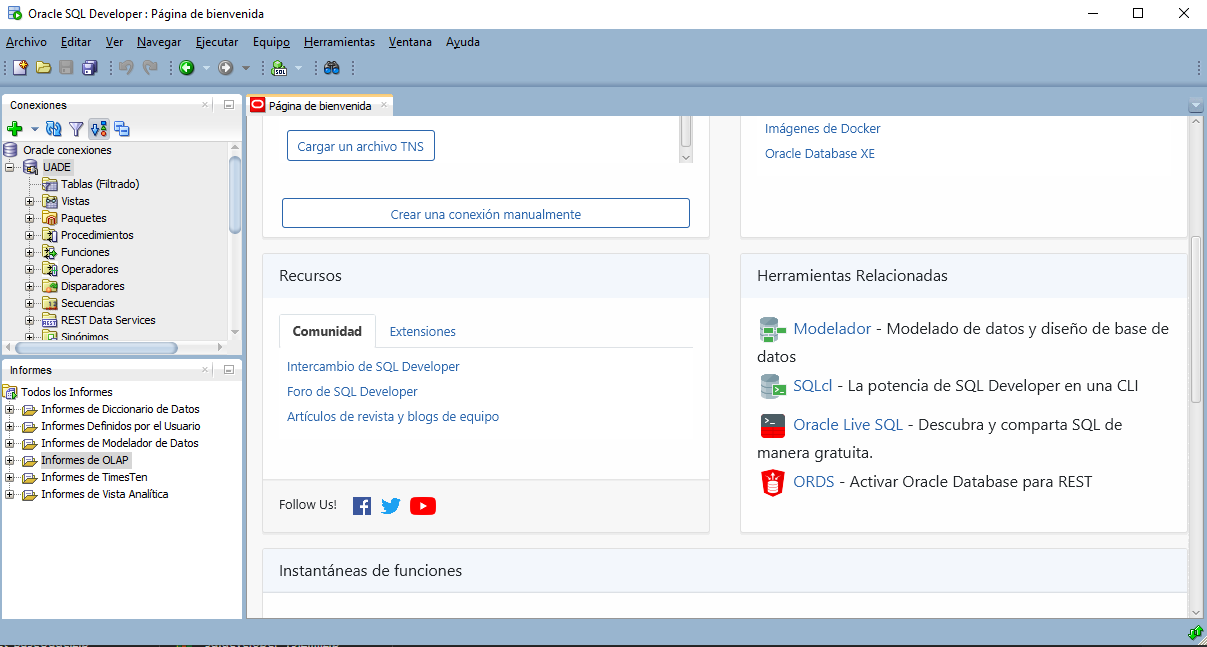 Oracle SQL Developer : Página de bienvenida
Archivo Editar Ver Navegar Ejecutar Equipo Herramientas Ventana Ayuda
SQL
Conexiones
Oracle conexiones
UADE
Tablas (Filtrado)
Vistas
Paquetes
Procedimientos
Funciones
Operadores
Disparadores
Secuencias
REST Data Services
Sinónimos
Informes
Todos los Informes
Informes de Diccionario de Datos
Informes Definidos por el Usuario
Informes de Modelador de Datos
Informes de OLAP
Informes de TimesTen
Informes de Vista Analítica
Página de bienvenida
Cargar un archivo TNS
Crear una conexión manualmente
Imágenes de Docker
Oracle Database XE
Recursos
Comunidad Extensiones
Intercambio de SQL Developer
Foro de SQL Developer
Artículos de revista y blogs de equipo
Follow Us!
Herramientas Relacionadas
Modelador - Modelado de datos y diseño de base de
datos
SQLcl - La potencia de SQL Developer en una CLI
Oracle Live SQL - Descubra y comparta SQL de
manera gratuita.
ORDS - Activar Oracle Database para REST
Instantáneas de funciones